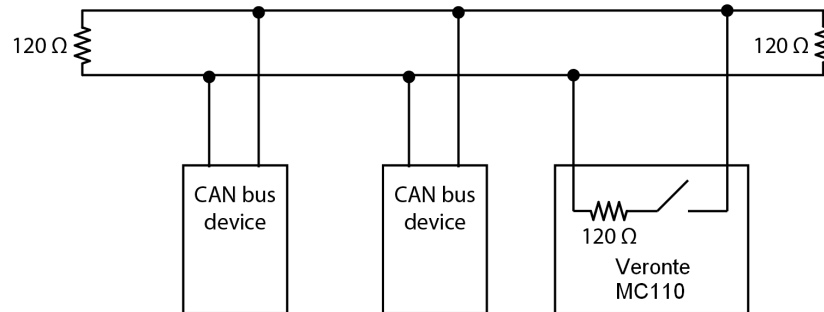 120 Ω
120 Ω
CAN bus
device
CAN bus
device
120 Ω
Veronte
MC110